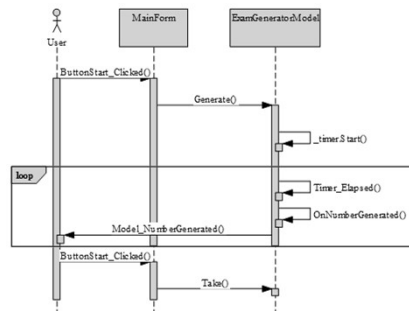 MainForm
ExamGeneratorModel
User
ButtonStart_Clicked()
Generate()
_timer.Start()
loop
Timer_Elapsed()
OnNumberGenerated()
Model_NumberGenerated()
ButtonStart_Clicked()
Take()